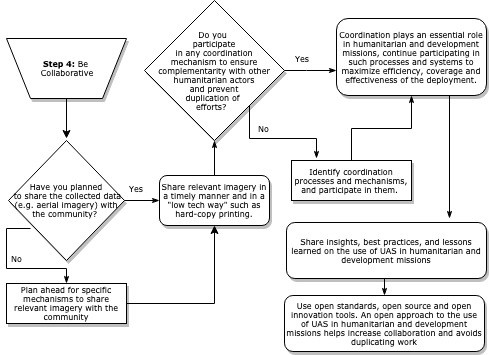 Step 4: Be
Collaborative
Have you planned
to share the collected data
(e.g. aerial imagery) with
the community?
Yes
No
Plan ahead for specific
mechanisms to share
relevant imagery with the
community
Share relevant imagery in
a timely manner and in a
"low tech way" such as
hard-copy printing.
Do you
participate
in any coordination
mechanism to ensure
complementarity with other
humanitarian actors
and prevent
duplication of
efforts?
Yes
No
Identify coordination
processes and mechanisms,
and participate in them.
Coordination plays an essential role
in humanitarian and development
missions, continue participating in
such processes and systems to
maximize efficiency, coverage and
effectiveness of the deployment.
Share insights, best practices, and lessons
learned on the use of UAS in humanitarian and
development missions
Use open standards, open source and open
innovation tools. An open approach to the use
of UAS in humanitarian and development
missions helps increase collaboration and avoids
duplicating work